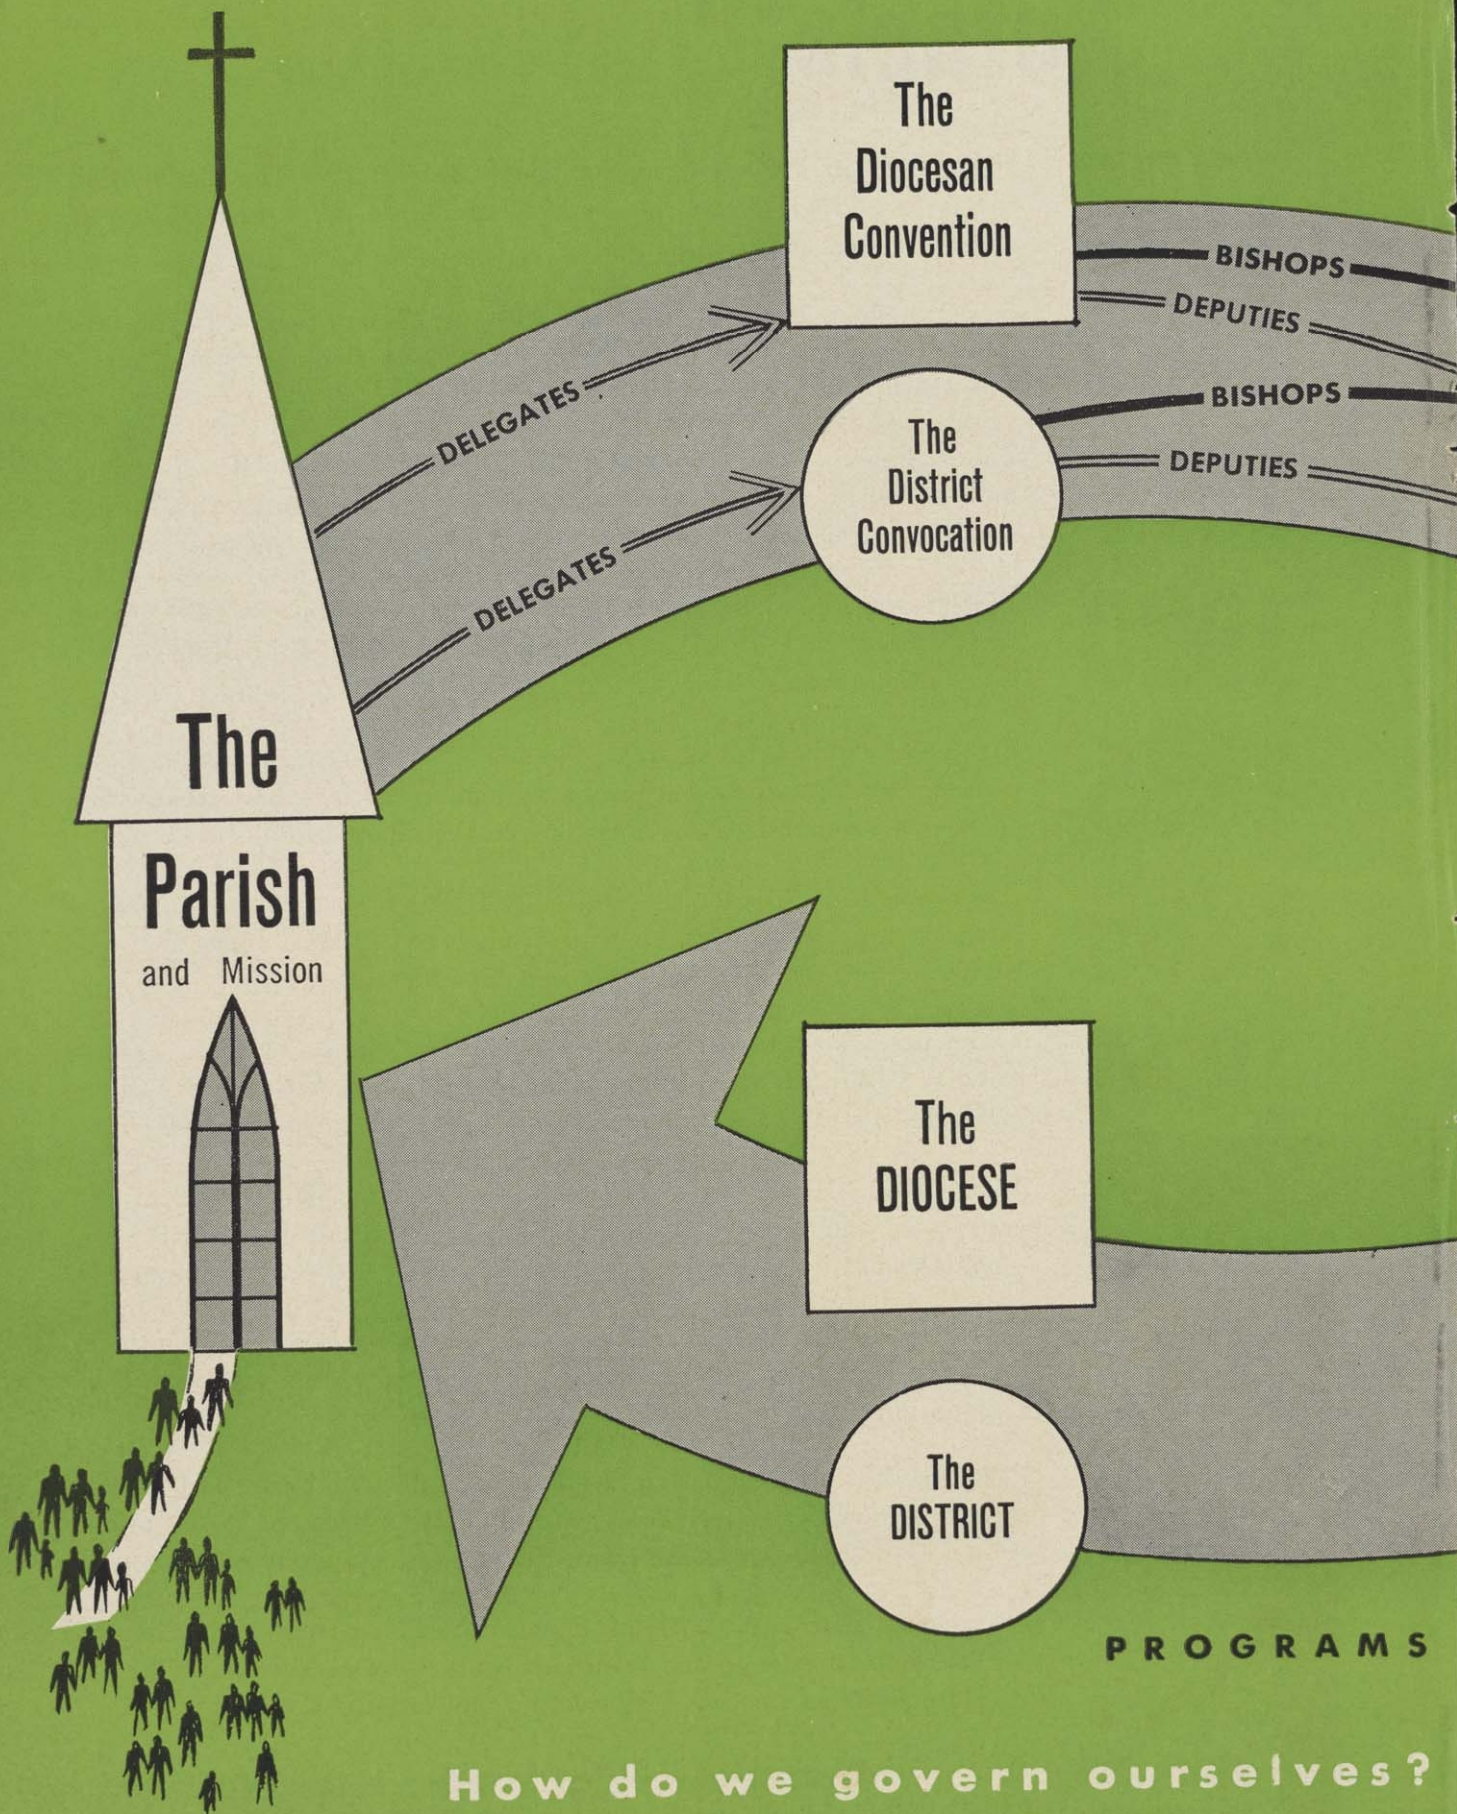 The
Diocesan
Convention
BISHOPS
DEPUTIES
DELEGATES
BISHOPS
The
District
Convocation
DEPUTIES
DELEGATES
The
Parish
and Mission
The
DIOCESE
The
DISTRICT
PROGRAMS
How do we govern ourselves?